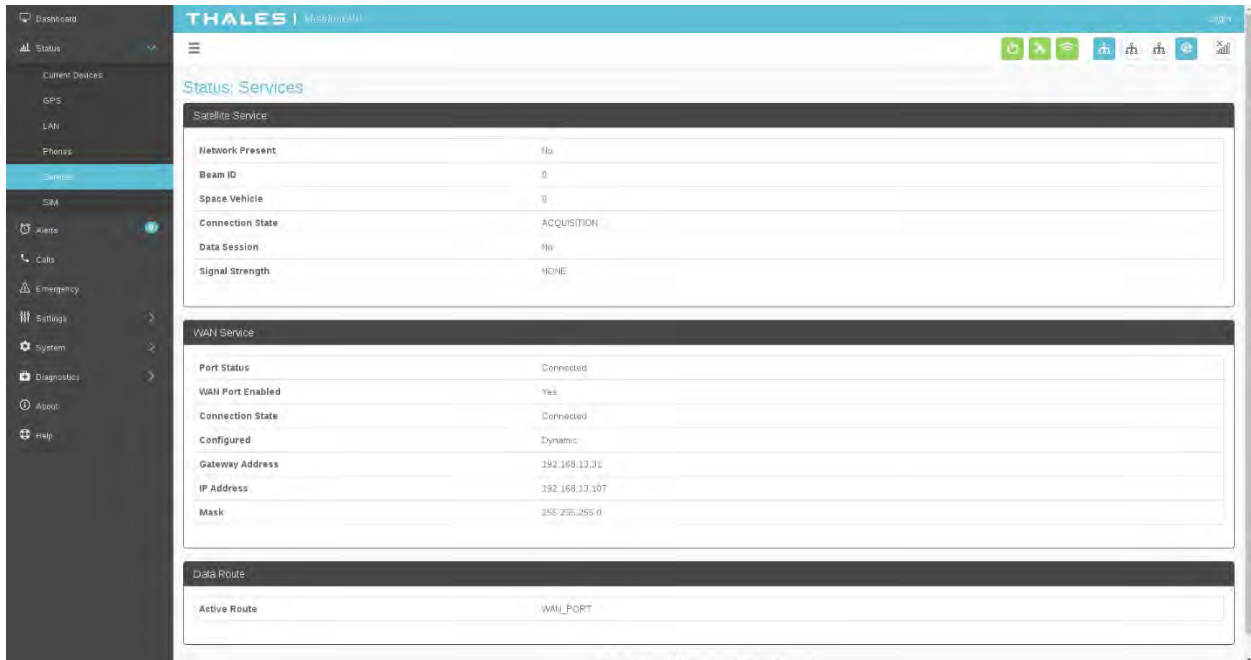 Dashboard
THALES | MissionLINK
Login
Status
Current Devices
GPS
LAN
Phones
Services
SIM
Alerts
Calls
Emergency
Settings
System
Diagnostics
About
Help
Status: Services
Satellite Service
Network Present No
Beam ID 0
Space Vehicle 0
Connection State ACQUISITION
Data Session No
Signal Strength NONE
WAN Service
Port Status Connected
WAN Port Enabled Yes
Connection State Connected
Configured Dynamic
Gateway Address 192.168.13.31
IP Address 192.168.13.107
Mask 255.255.255.0
Data Route
Active Route WAN_PORT